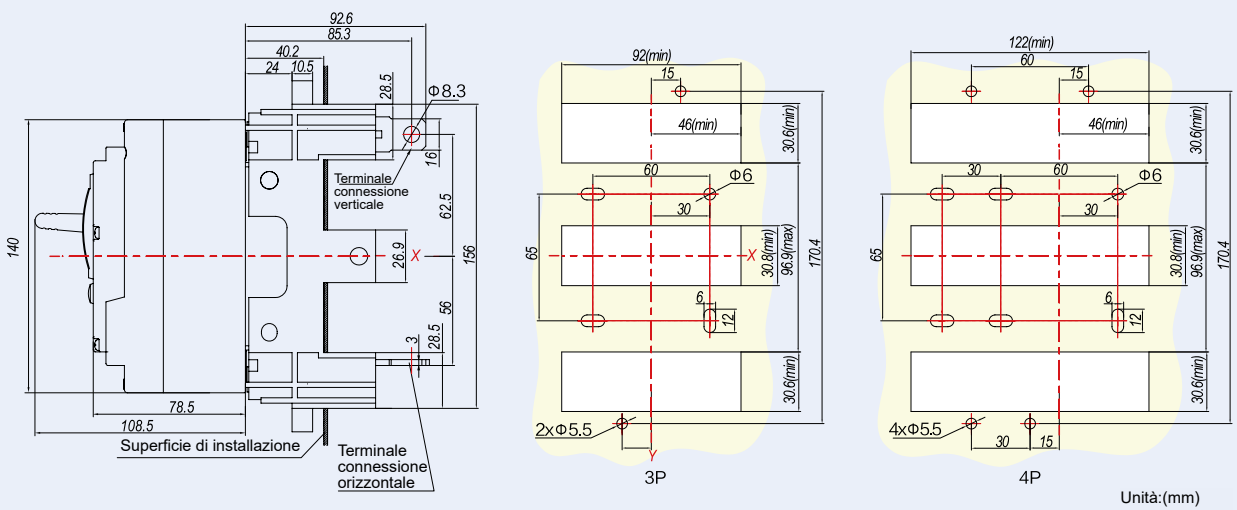 92.6
85.3
40.2
24
10.5
28.5
Φ8.3
16
Terminale
connessione
verticale
62.5
140
26.9
X
156
56
3
28.5
78.5
108.5
Superficie di installazione
Terminale
connessione
orizzontale
92(min)
15
46(min)
30.6(min)
60
Φ6
30
65
X
30.8(min)
96.9(max)
170.4
6
12
30.6(min)
2xΦ5.5
Y
3P
122(min)
60
15
46(min)
30.6(min)
30
60
Φ6
30
65
30.8(min)
96.9(max)
170.4
6
12
30.6(min)
4xΦ5.5
30
15
4P
Unità:(mm)